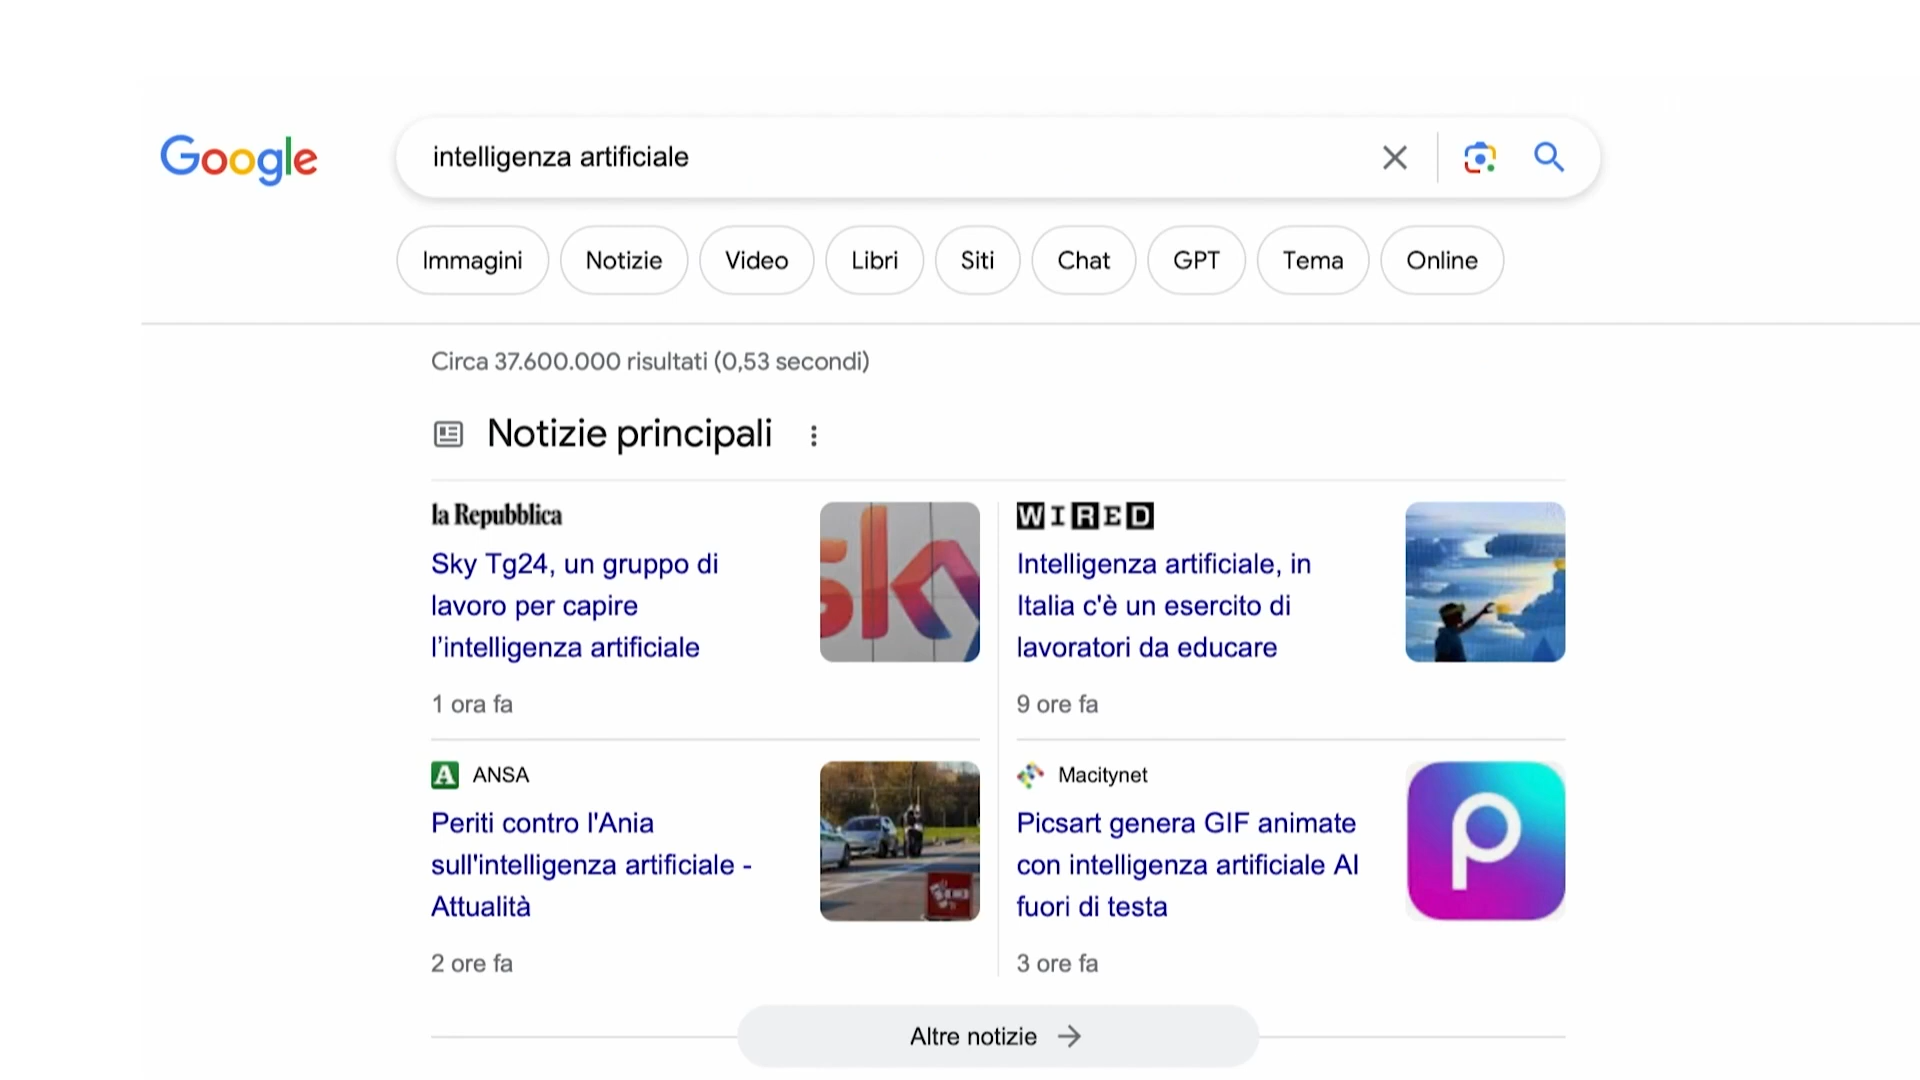 Google
intelligenza artificiale
Immagini
Notizie
Video
Libri
Siti
Chat
GPT
Tema
Online
Circa 37.600.000 risultati (0,53 secondi)
Notizie principali
la Repubblica
Sky Tg24, un gruppo di
lavoro per capire
l’intelligenza artificiale
1 ora fa
sky
WIRED
Intelligenza artificiale, in
Italia c'è un esercito di
lavoratori da educare
9 ore fa
A ANSA
Periti contro l'Ania
sull'intelligenza artificiale -
Attualità
2 ore fa
Macitynet
Picsart genera GIF animate
con intelligenza artificiale AI
fuori di testa
3 ore fa
P
Altre notizie